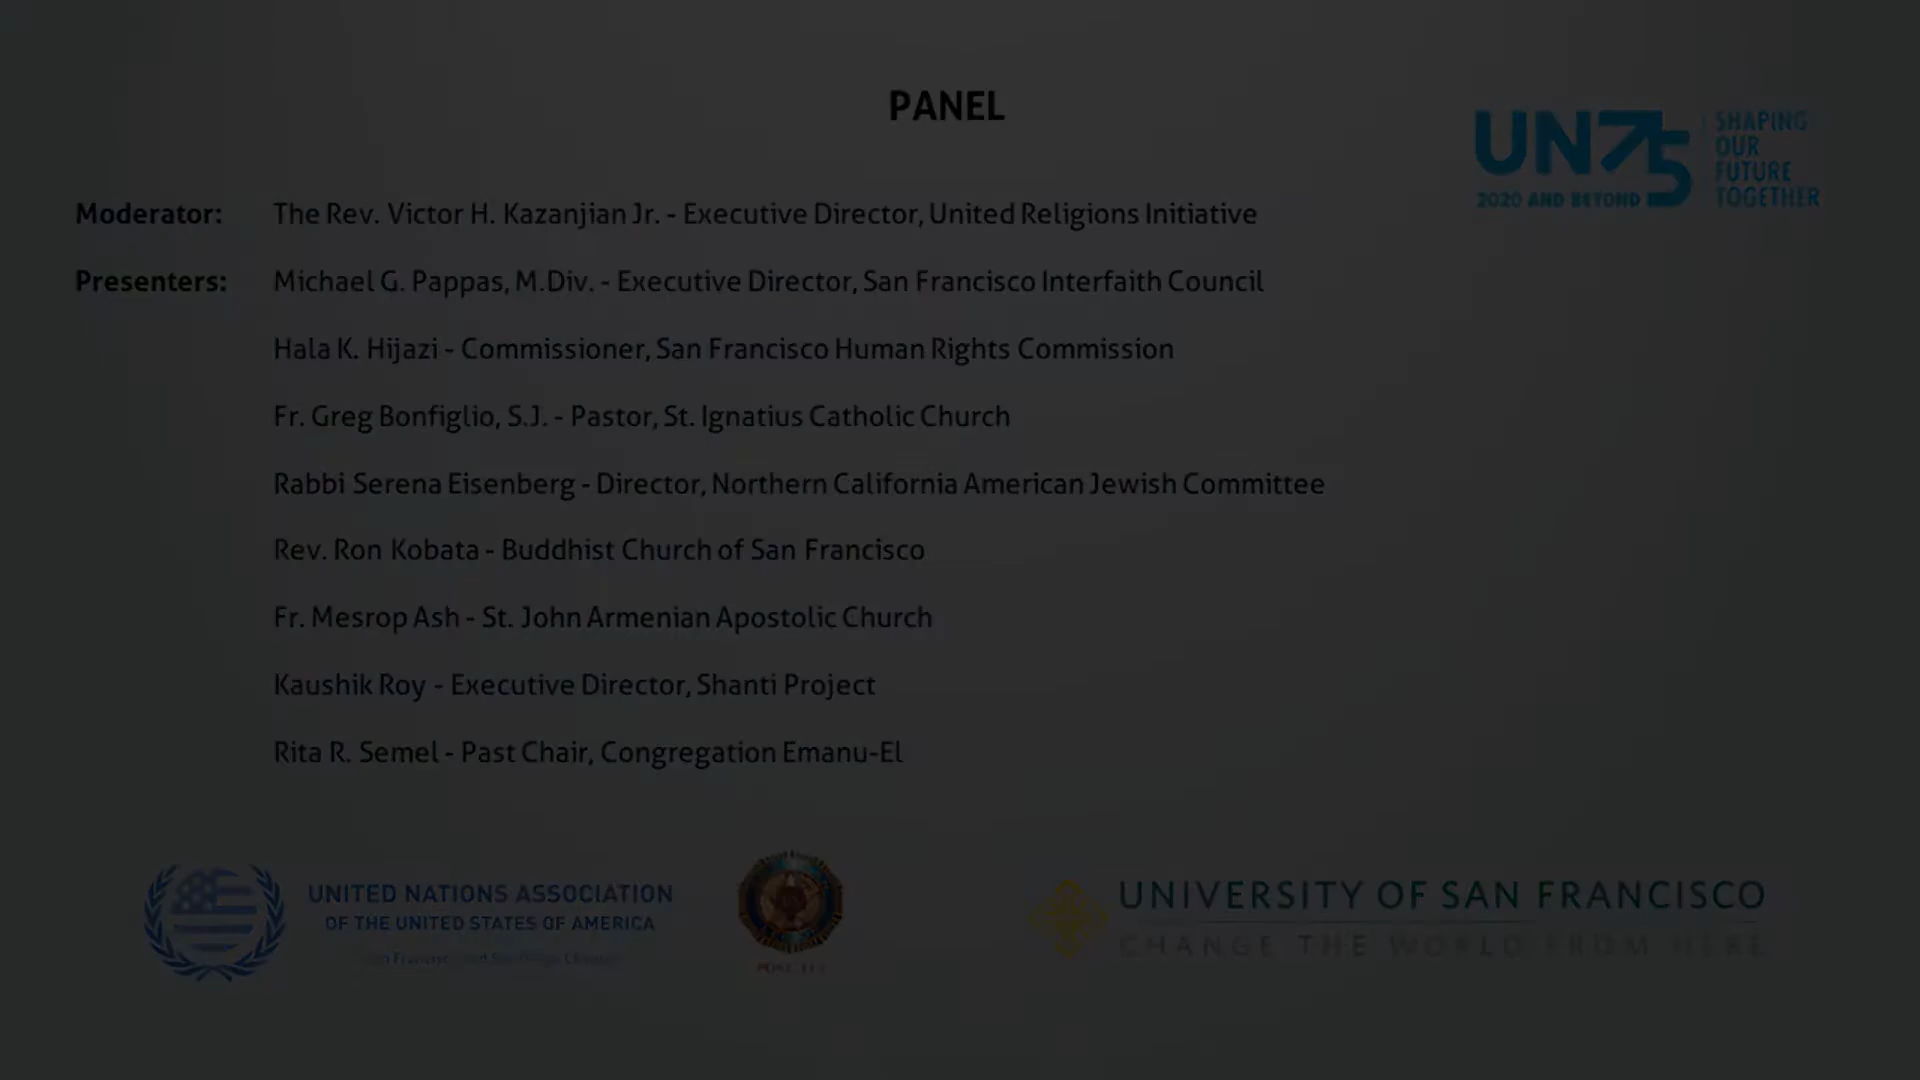 PANEL
UN75
2020 AND BEYOND
SHAPING
OUR
FUTURE
TOGETHER
Moderator: The Rev. Victor H. Kazanjian Jr. - Executive Director, United Religions Initiative
Presenters: Michael G. Pappas, M.Div. - Executive Director, San Francisco Interfaith Council
Hala K. Hijazi - Commissioner, San Francisco Human Rights Commission
Fr. Greg Bonfiglio, S.J. - Pastor, St. Ignatius Catholic Church
Rabbi Serena Eisenberg - Director, Northern California American Jewish Committee
Rev. Ron Kobata - Buddhist Church of San Francisco
Fr. Mesrop Ash - St. John Armenian Apostolic Church
Kaushik Roy - Executive Director, Shanti Project
Rita R. Semel - Past Chair, Congregation Emanu-El
UNITED NATIONS ASSOCIATION
OF THE UNITED STATES OF AMERICA
POST
UNIVERSITY OF SAN FRANCISCO
CHANGE THE WORLD FROM HERE